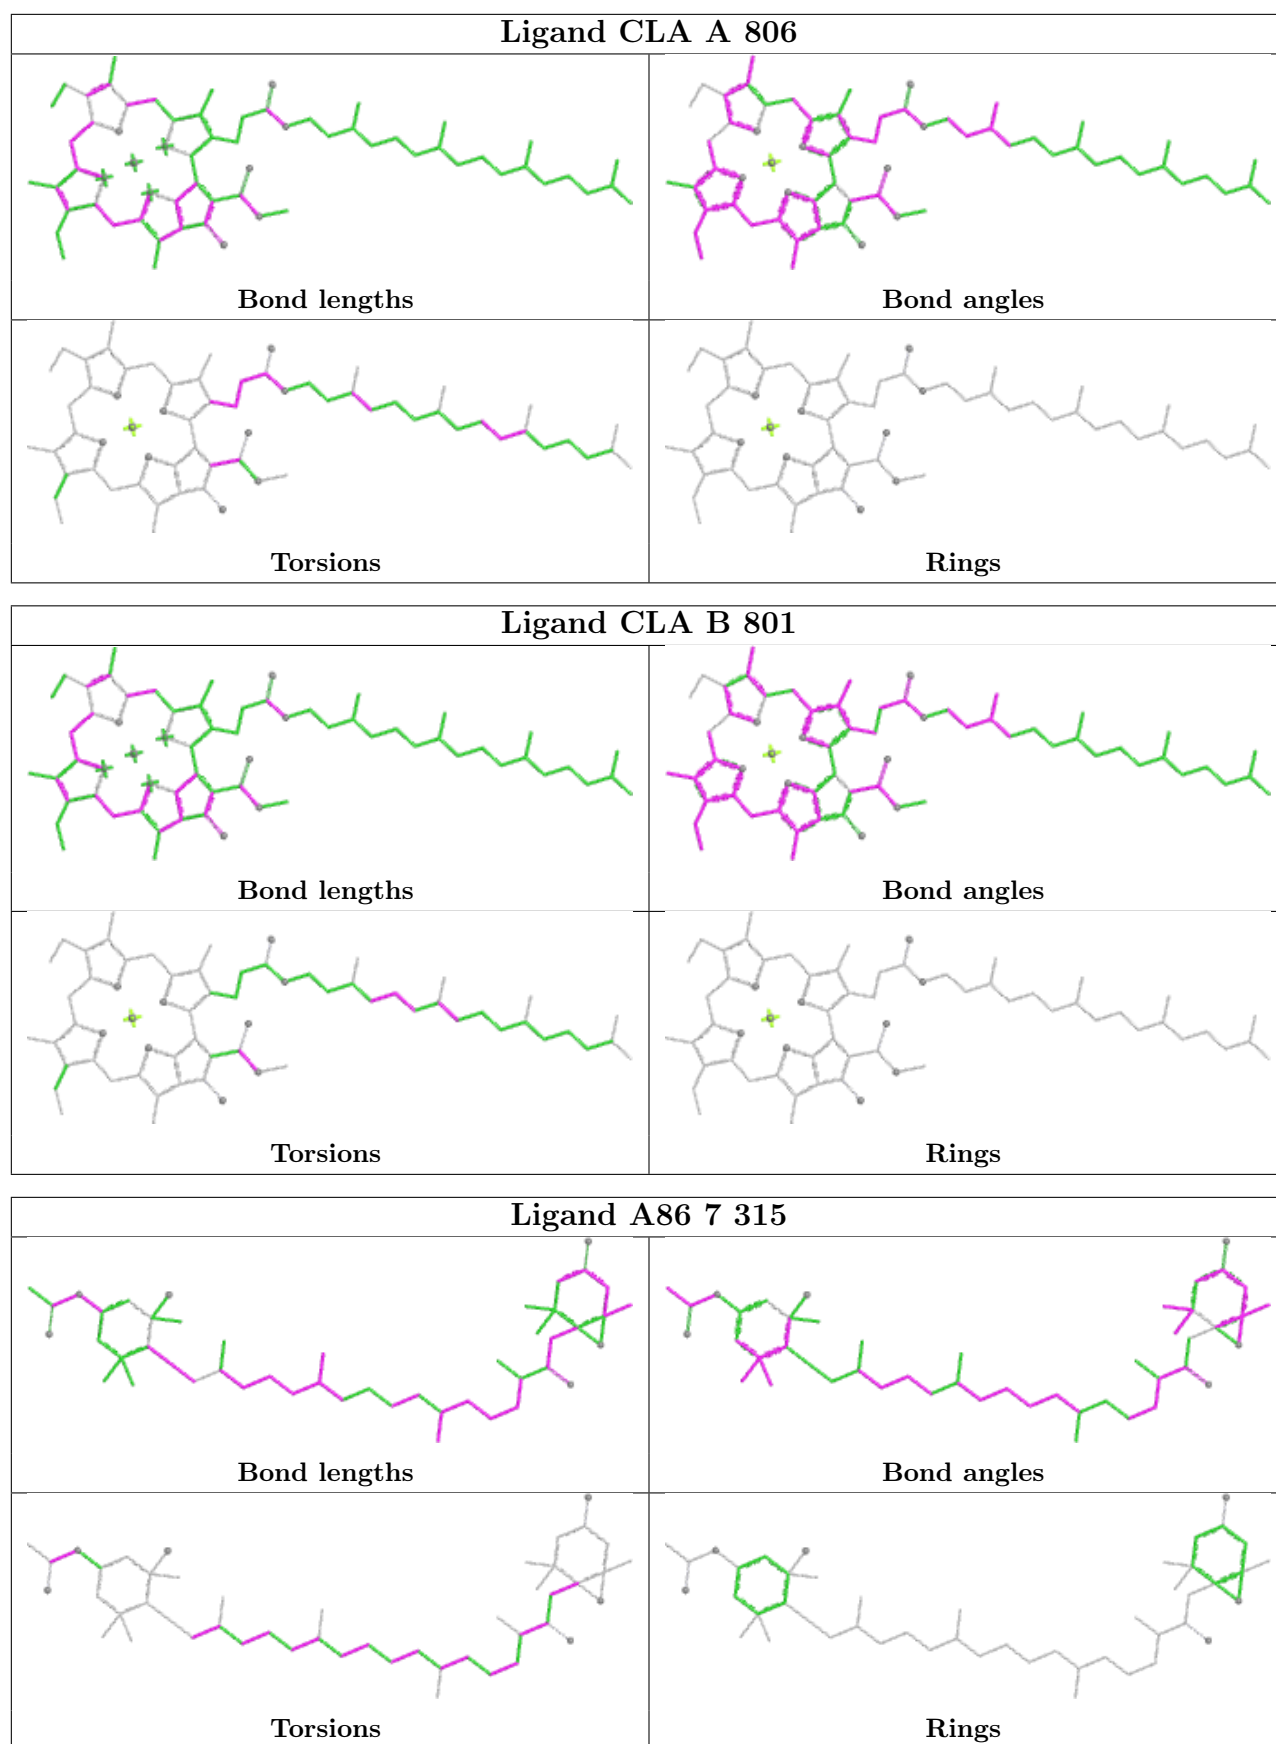 Ligand CLA A 806
Bond lengths
Bond angles
Torsions
Rings
Ligand CLA B 801
Bond lengths
Bond angles
Torsions
Rings
Ligand A86 7 315
Bond lengths
Bond angles
Torsions
Rings